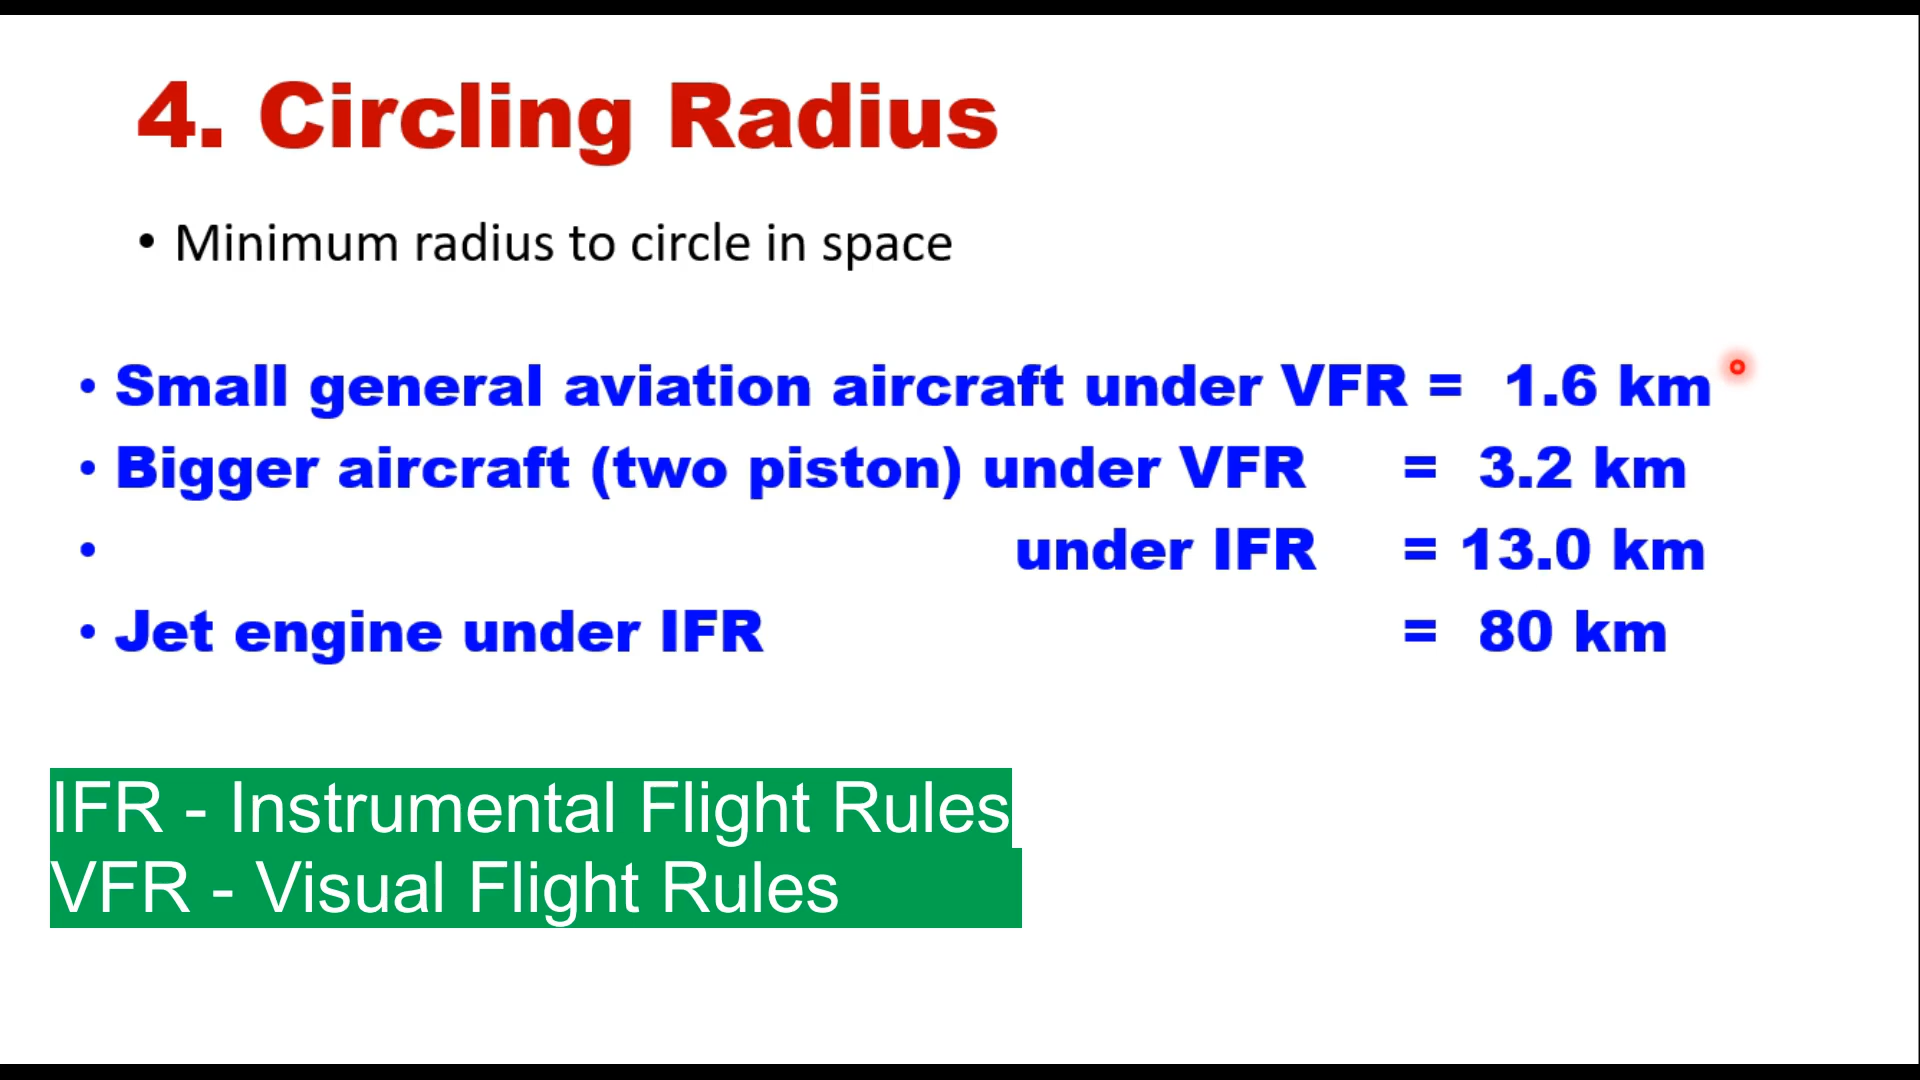 4. Circling Radius
• Minimum radius to circle in space
• Small general aviation aircraft under VFR = 1.6 km
• Bigger aircraft (two piston) under VFR = 3.2 km
• under IFR = 13.0 km
• Jet engine under IFR = 80 km
IFR - Instrumental Flight Rules
VFR - Visual Flight Rules